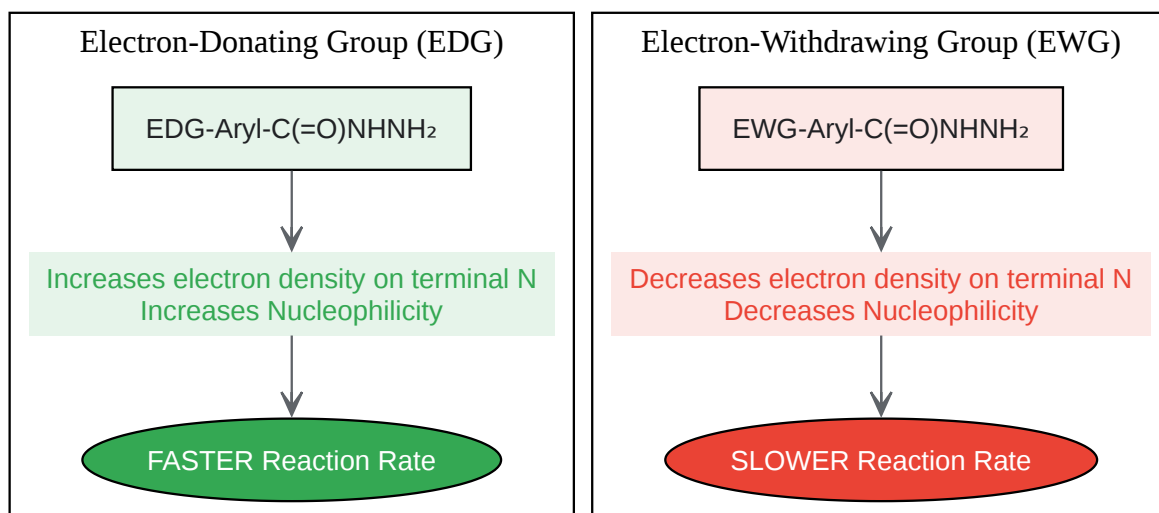 Electron-Donating Group (EDG)
EDG-Aryl-C(=O)NHNH₂
Increases electron density on terminal N
Increases Nucleophilicity
FASTER Reaction Rate
Electron-Withdrawing Group (EWG)
EWG-Aryl-C(=O)NHNH₂
Decreases electron density on terminal N
Decreases Nucleophilicity
SLOWER Reaction Rate